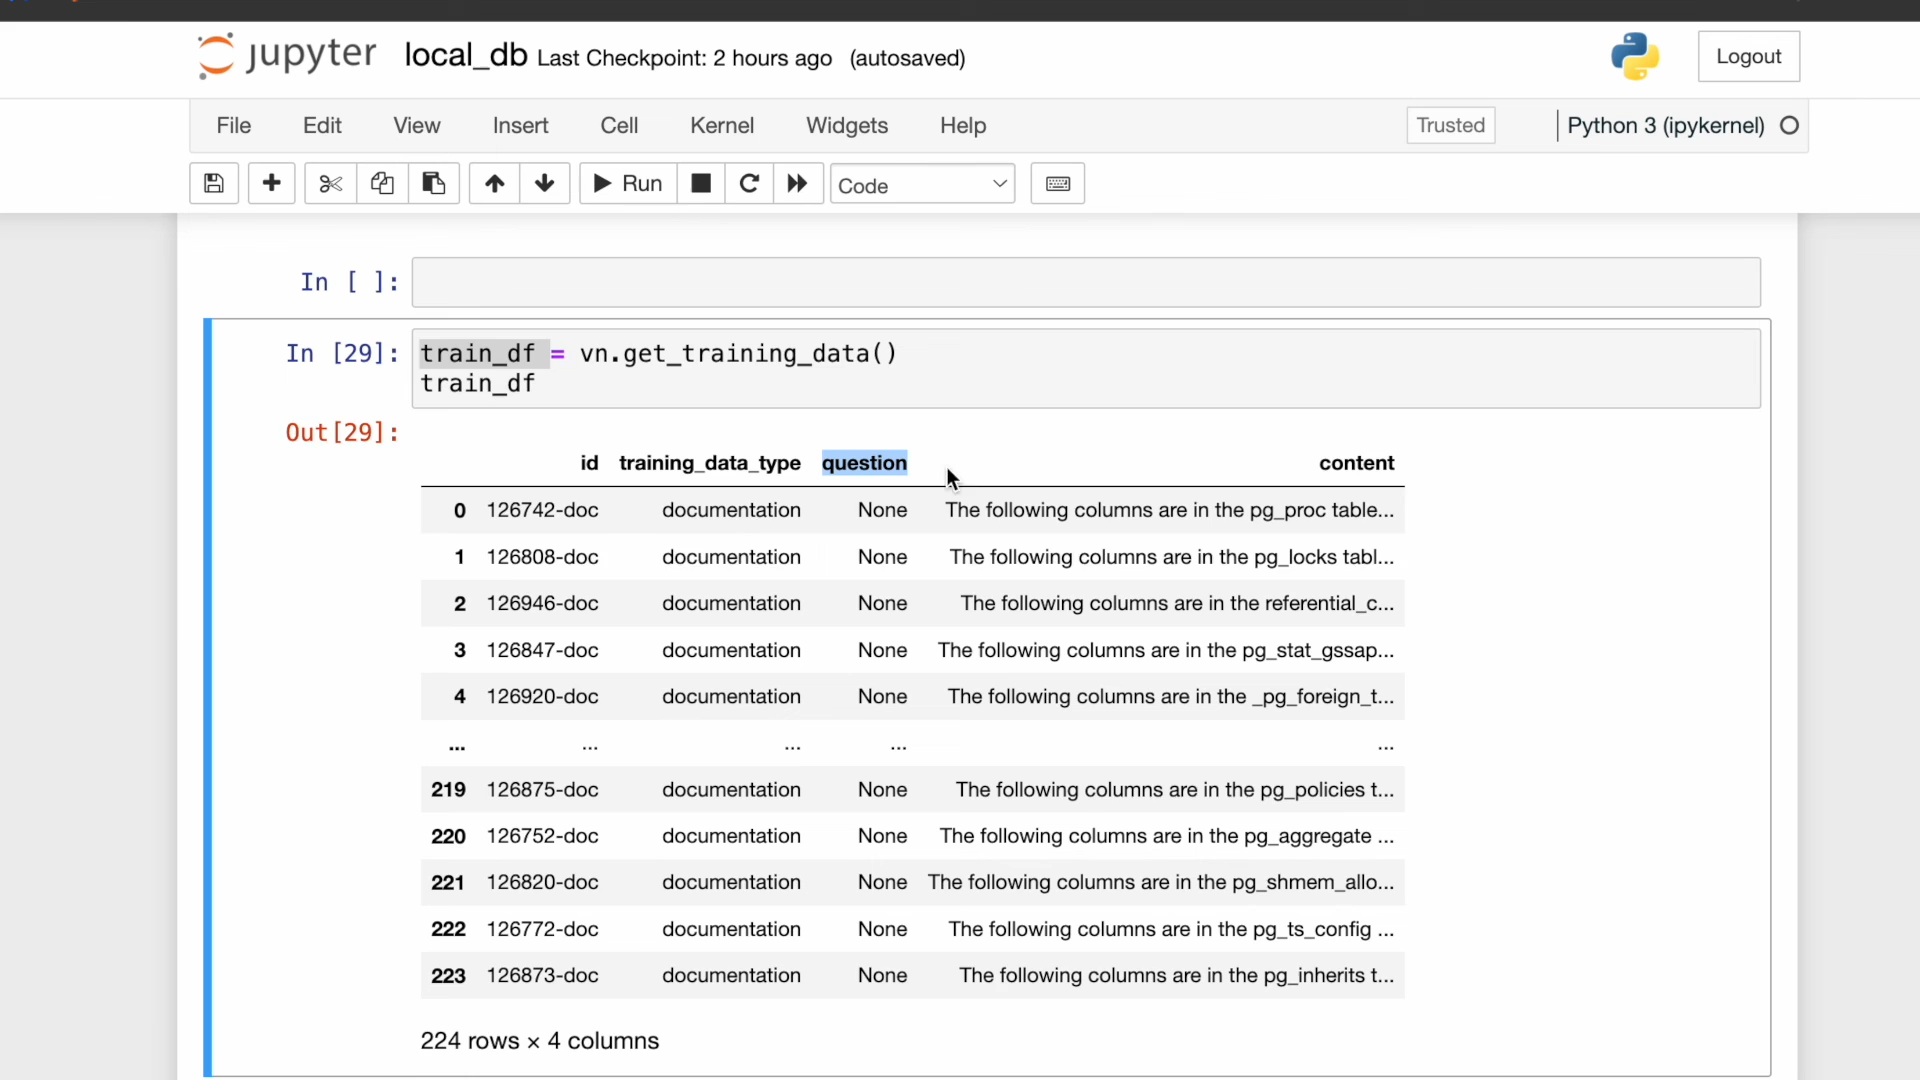 jupyter local_db Last Checkpoint: 2 hours ago (autosaved) Logout
File Edit View Insert Cell Kernel Widgets Help Trusted Python 3 (ipykernel)
Run Code
In [ ]:
In [29]: train_df = vn.get_training_data()
train_df
Out[29]:
id training_data_type question content
0 126742-doc documentation None The following columns are in the pg_proc table...
1 126808-doc documentation None The following columns are in the pg_locks tabl...
2 126946-doc documentation None The following columns are in the referential_c...
3 126847-doc documentation None The following columns are in the pg_stat_gssap...
4 126920-doc documentation None The following columns are in the _pg_foreign_t...
... ... ... ... ...
219 126875-doc documentation None The following columns are in the pg_policies t...
220 126752-doc documentation None The following columns are in the pg_aggregate ...
221 126820-doc documentation None The following columns are in the pg_shmem_allo...
222 126772-doc documentation None The following columns are in the pg_ts_config ...
223 126873-doc documentation None The following columns are in the pg_inherits t...
224 rows × 4 columns